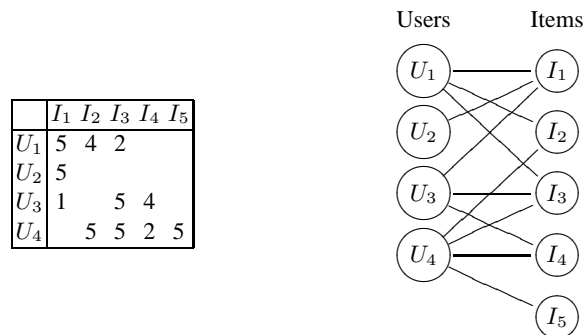 Users Items
I1 I2 I3 I4 I5
U1 5 4 2
U2 5
U3 1 5 4
U4 5 5 2 5
U1 I1
U2 I2
U3 I3
U4 I4
I5